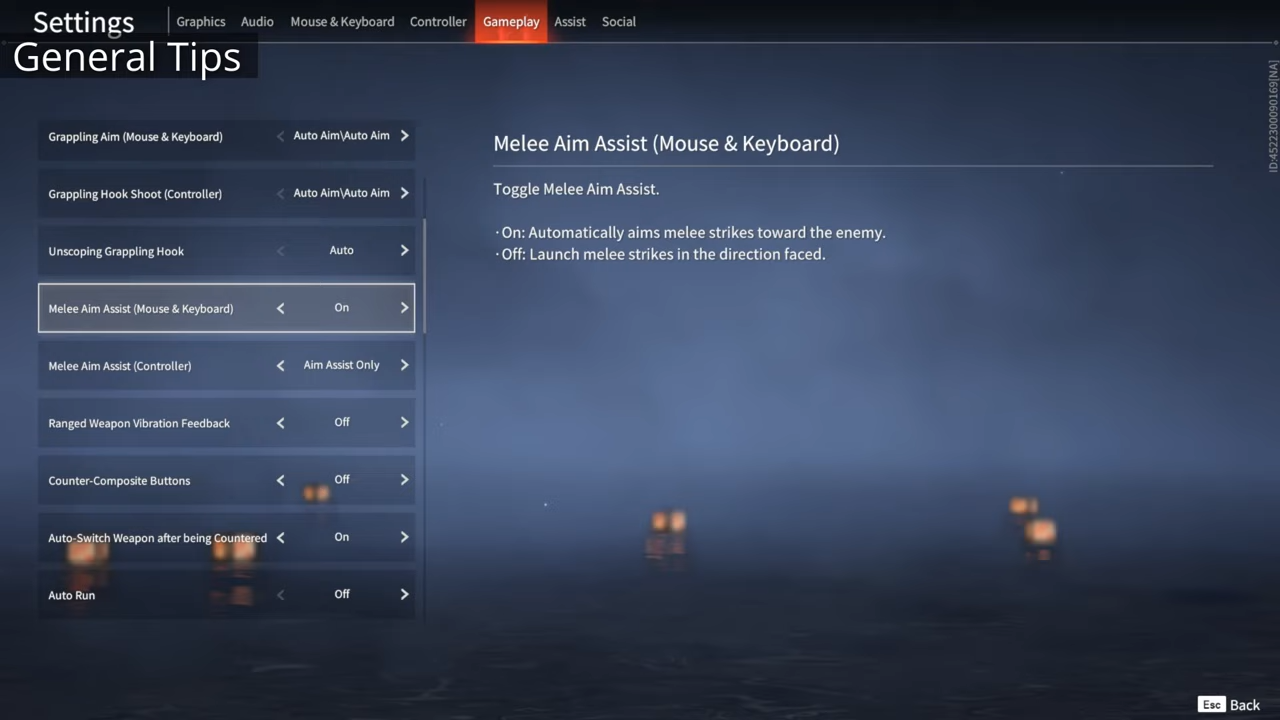 Settings
Graphics
Audio
Mouse & Keyboard
Controller
Gameplay
Assist
Social
General Tips
ID:4522300090169[NA]
Grappling Aim (Mouse & Keyboard)
Auto Aim\Auto Aim
Grappling Hook Shoot (Controller)
Auto Aim\Auto Aim
Unscoping Grappling Hook
Auto
Melee Aim Assist (Mouse & Keyboard)
On
Melee Aim Assist (Controller)
Aim Assist Only
Ranged Weapon Vibration Feedback
Off
Counter-Composite Buttons
Off
Auto-Switch Weapon after being Countered
On
Auto Run
Off
Melee Aim Assist (Mouse & Keyboard)
Toggle Melee Aim Assist.
· On: Automatically aims melee strikes toward the enemy.
· Off: Launch melee strikes in the direction faced.
Esc Back